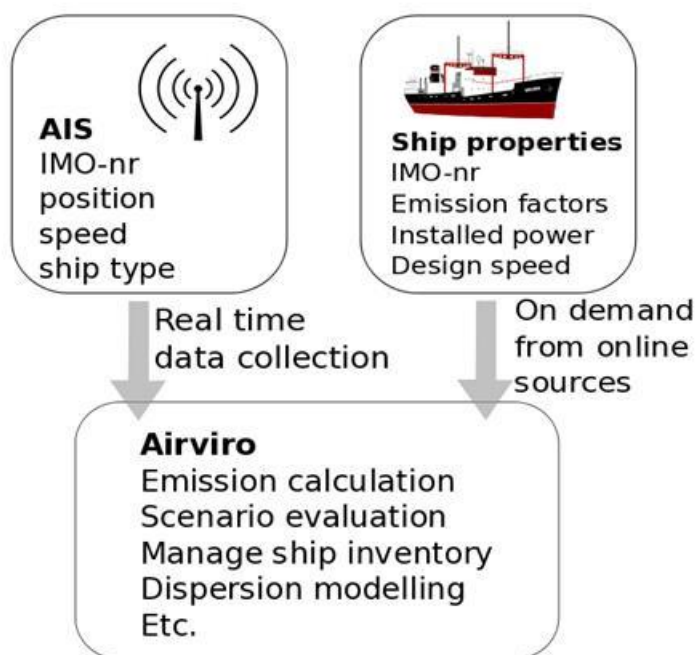 AIS
IMO-nr
position
speed
ship type
Ship properties
IMO-nr
Emission factors
Installed power
Design speed
Real time
data collection
On demand
from online
sources
Airviro
Emission calculation
Scenario evaluation
Manage ship inventory
Dispersion modelling
Etc.